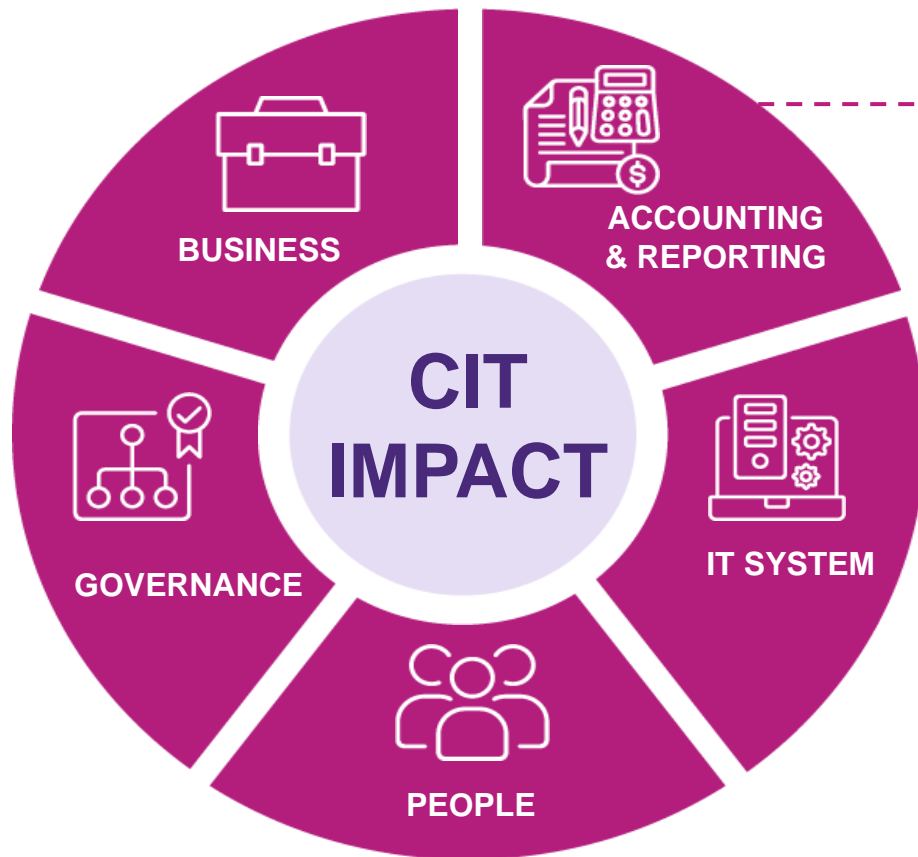 BUSINESS
ACCOUNTING
& REPORTING
CIT
IMPACT
GOVERNANCE
IT SYSTEM
PEOPLE
$